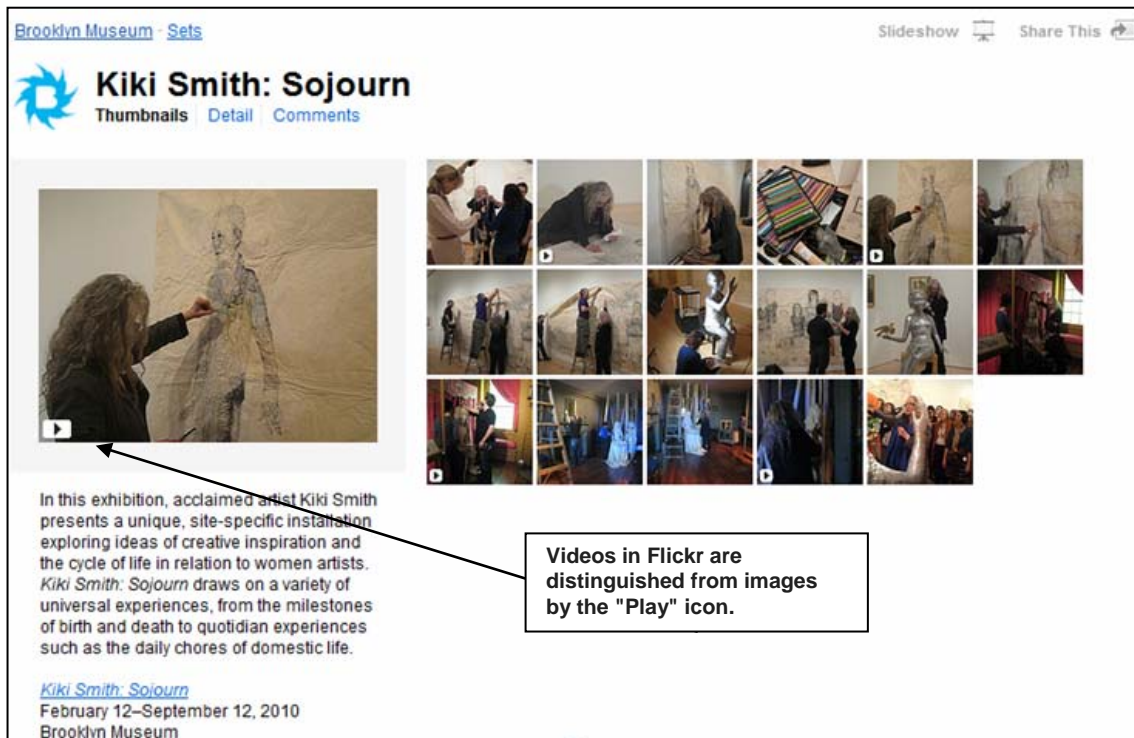 Brooklyn Museum - Sets
Slideshow
Share This
Kiki Smith: Sojourn
Thumbnails
Detail
Comments
In this exhibition, acclaimed artist Kiki Smith
presents a unique, site-specific installation
exploring ideas of creative inspiration and
the cycle of life in relation to women artists.
Kiki Smith: Sojourn draws on a variety of
universal experiences, from the milestones
of birth and death to quotidian experiences
such as the daily chores of domestic life.
Kiki Smith: Sojourn
February 12–September 12, 2010
Brooklyn Museum
Videos in Flickr are
distinguished from images
by the "Play" icon.